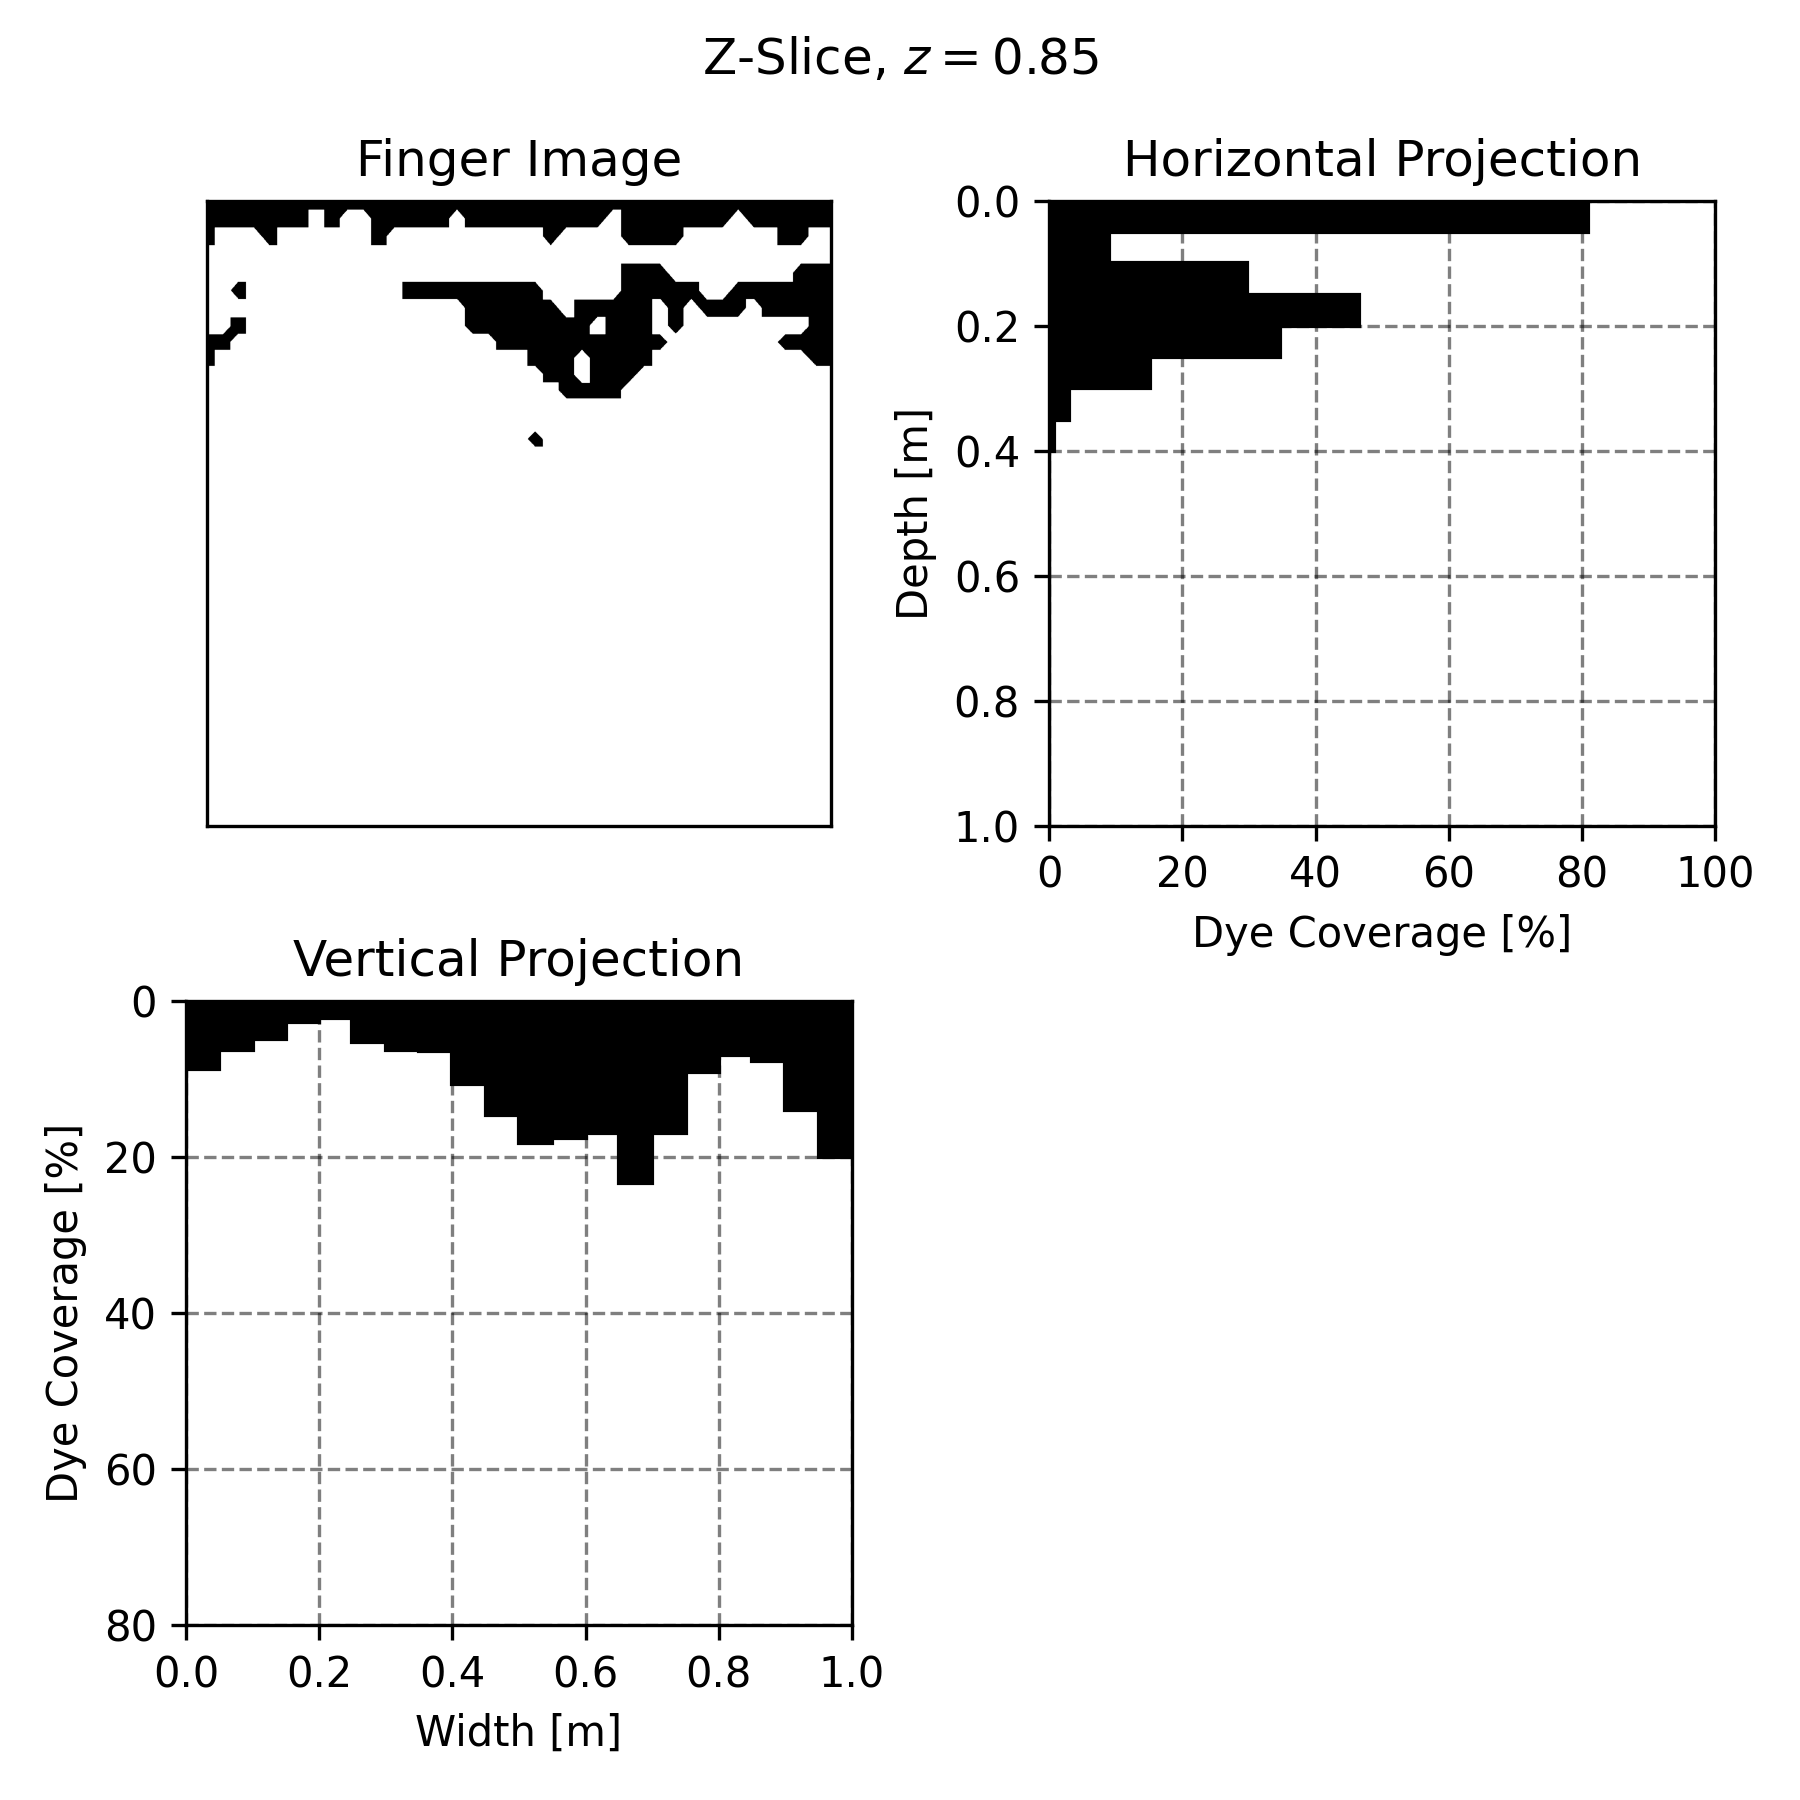 Z-Slice, z = 0.85
Finger Image
Horizontal Projection
0.0
0.2
0.4
0.6
0.8
1.0
Depth [m]
0 20 40 60 80 100
Dye Coverage [%]
Vertical Projection
0
20
40
60
80
Dye Coverage [%]
0.0 0.2 0.4 0.6 0.8 1.0
Width [m]